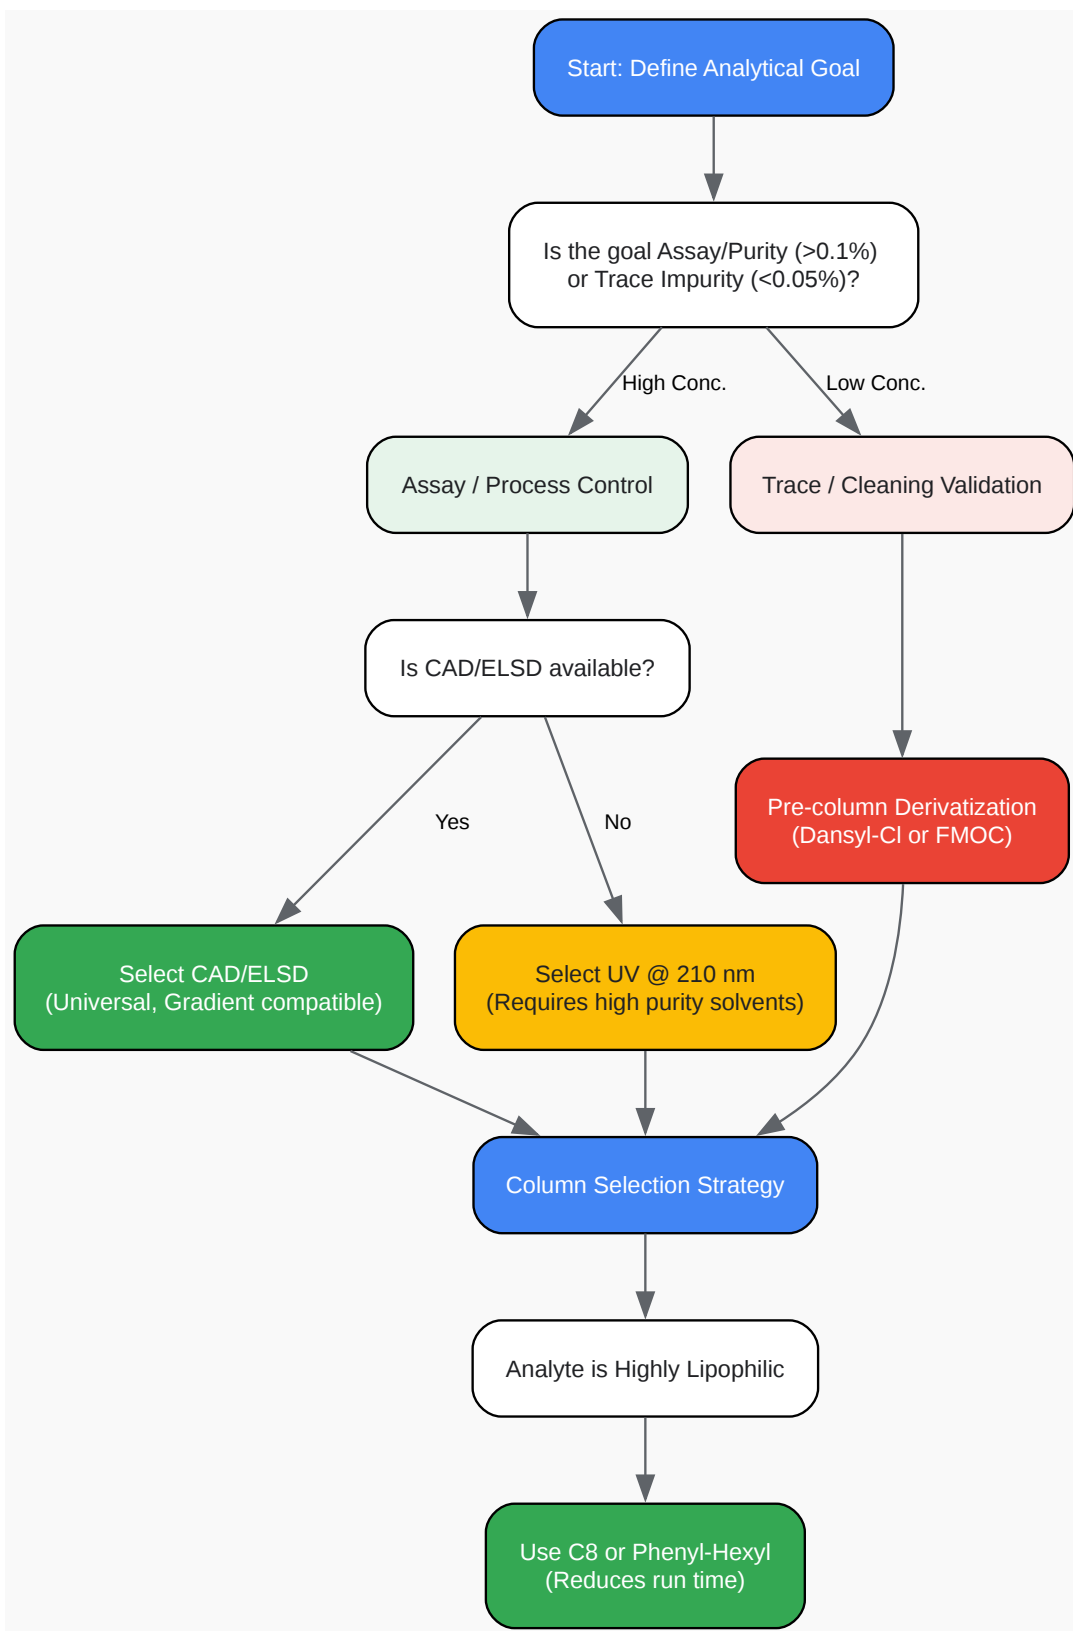 Start: Define Analytical Goal
Is the goal Assay/Purity (>0.1%)
or Trace Impurity (<0.05%)?
High Conc.
Low Conc.
Assay / Process Control
Trace / Cleaning Validation
Is CAD/ELSD available?
Yes
No
Pre-column Derivatization
(Dansyl-Cl or FMOC)
Select CAD/ELSD
(Universal, Gradient compatible)
Select UV @ 210 nm
(Requires high purity solvents)
Column Selection Strategy
Analyte is Highly Lipophilic
Use C8 or Phenyl-Hexyl
(Reduces run time)